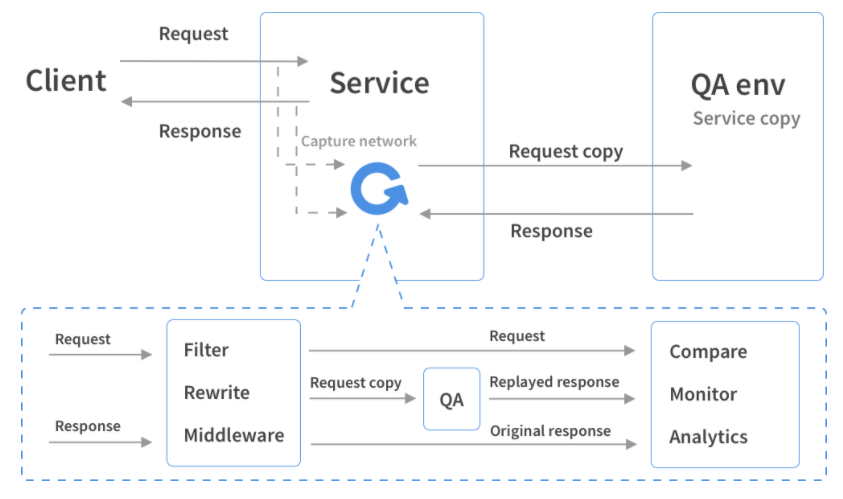 Request
Client
Service
QA env
Service copy
Response
Capture network
Request copy
Response
Request
Filter
Request
Compare
Request copy
Replayed response
Rewrite
QA
Monitor
Response
Middleware
Original response
Analytics